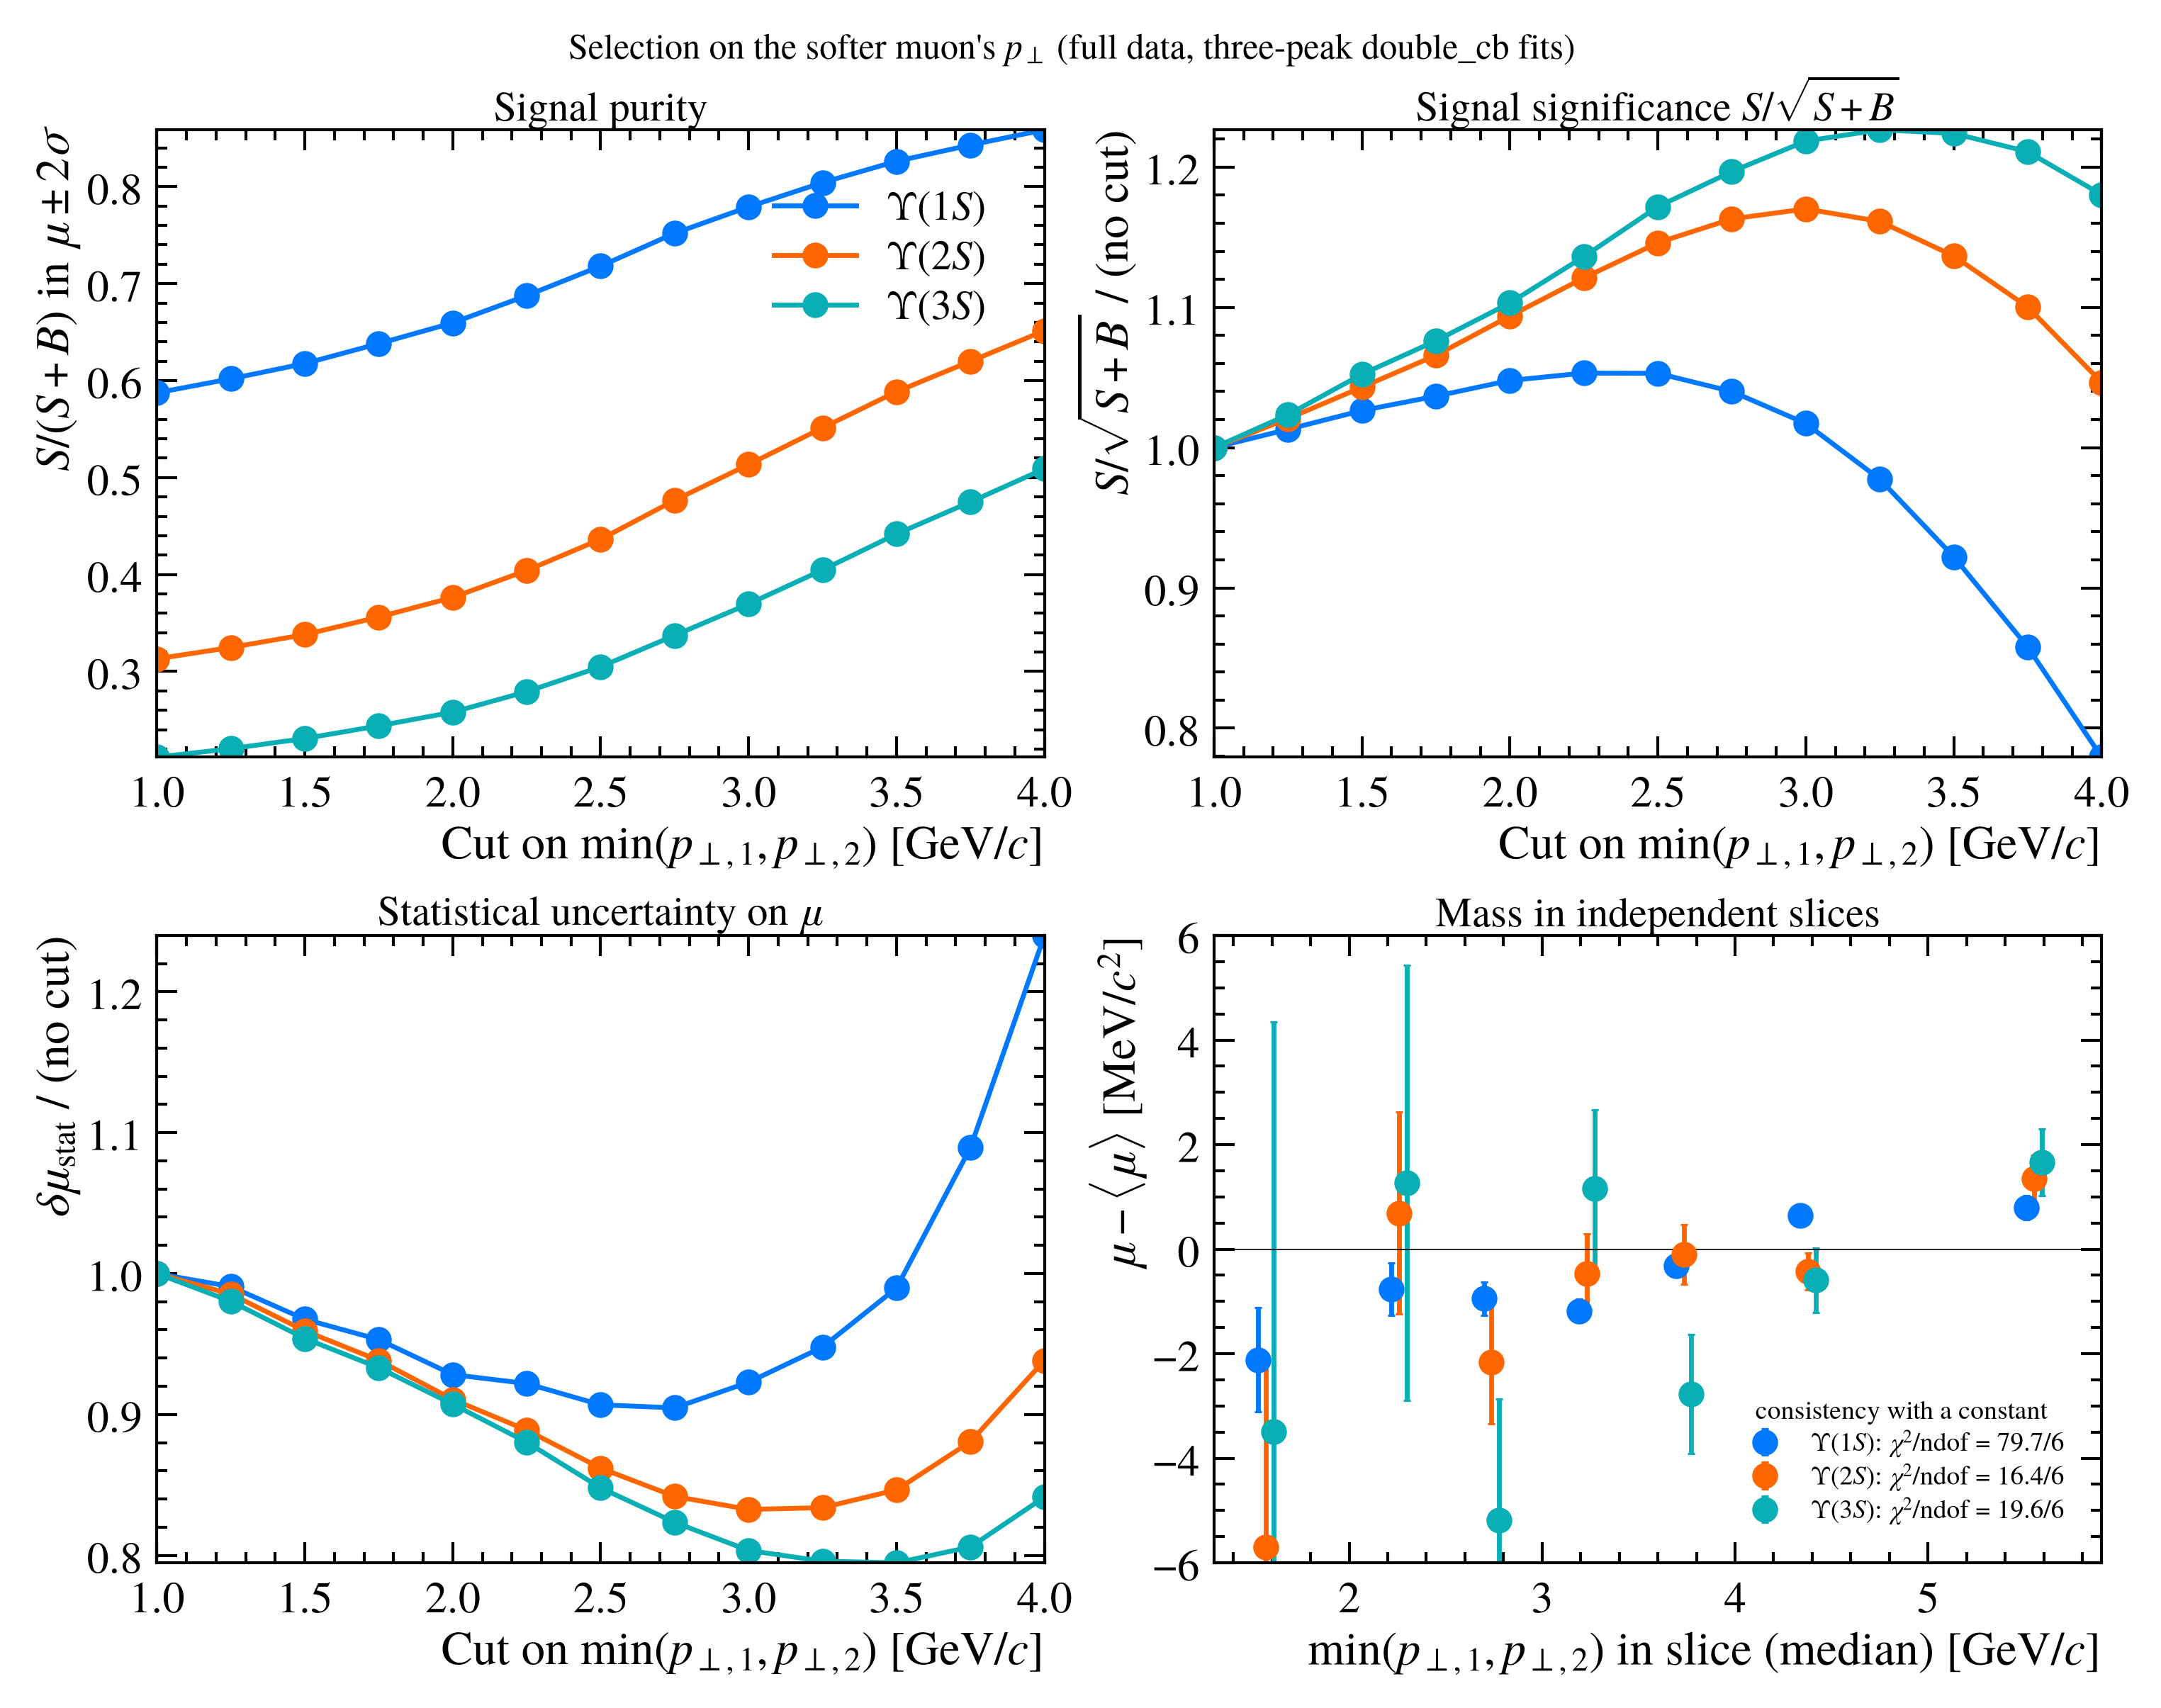 Selection on the softer muon's p⊥ (full data, three-peak double_cb fits)
Signal purity
S/(S + B) in μ ± 2σ
0.8
0.7
0.6
0.5
0.4
0.3
ϒ(1S)
ϒ(2S)
ϒ(3S)
1.0 1.5 2.0 2.5 3.0 3.5 4.0
Cut on min(p⊥,1, p⊥,2) [GeV/c]
Signal significance S/√S + B
S/√S + B / (no cut)
1.2
1.1
1.0
0.9
0.8
1.0 1.5 2.0 2.5 3.0 3.5 4.0
Cut on min(p⊥,1, p⊥,2) [GeV/c]
Statistical uncertainty on μ
δμstat / (no cut)
1.2
1.1
1.0
0.9
0.8
1.0 1.5 2.0 2.5 3.0 3.5 4.0
Cut on min(p⊥,1, p⊥,2) [GeV/c]
Mass in independent slices
μ − ⟨μ⟩ [MeV/c²]
6
4
2
0
−2
−4
−6
consistency with a constant
ϒ(1S): χ²/ndof = 79.7/6
ϒ(2S): χ²/ndof = 16.4/6
ϒ(3S): χ²/ndof = 19.6/6
2 3 4 5
min(p⊥,1, p⊥,2) in slice (median) [GeV/c]